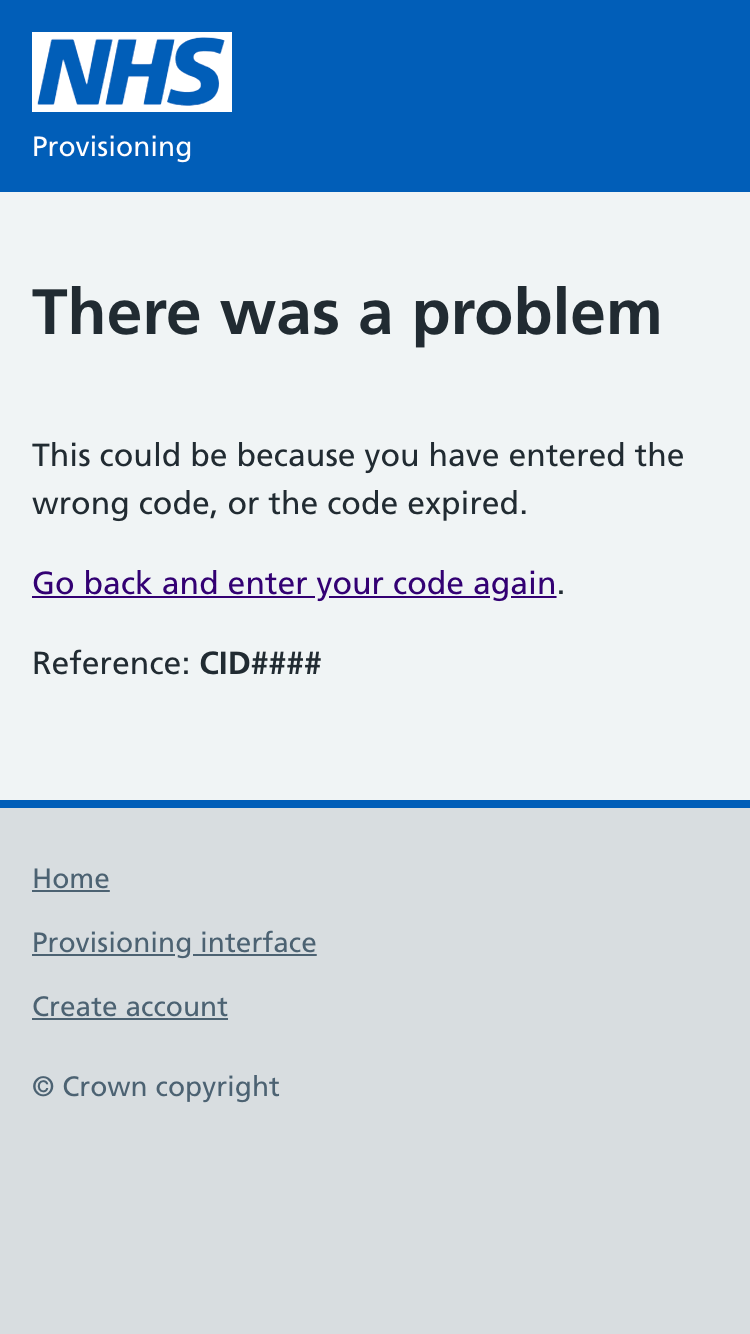 NHS
Provisioning
There was a problem
This could be because you have entered the
wrong code, or the code expired.
Go back and enter your code again.
Reference: CID####
Home
Provisioning interface
Create account
© Crown copyright